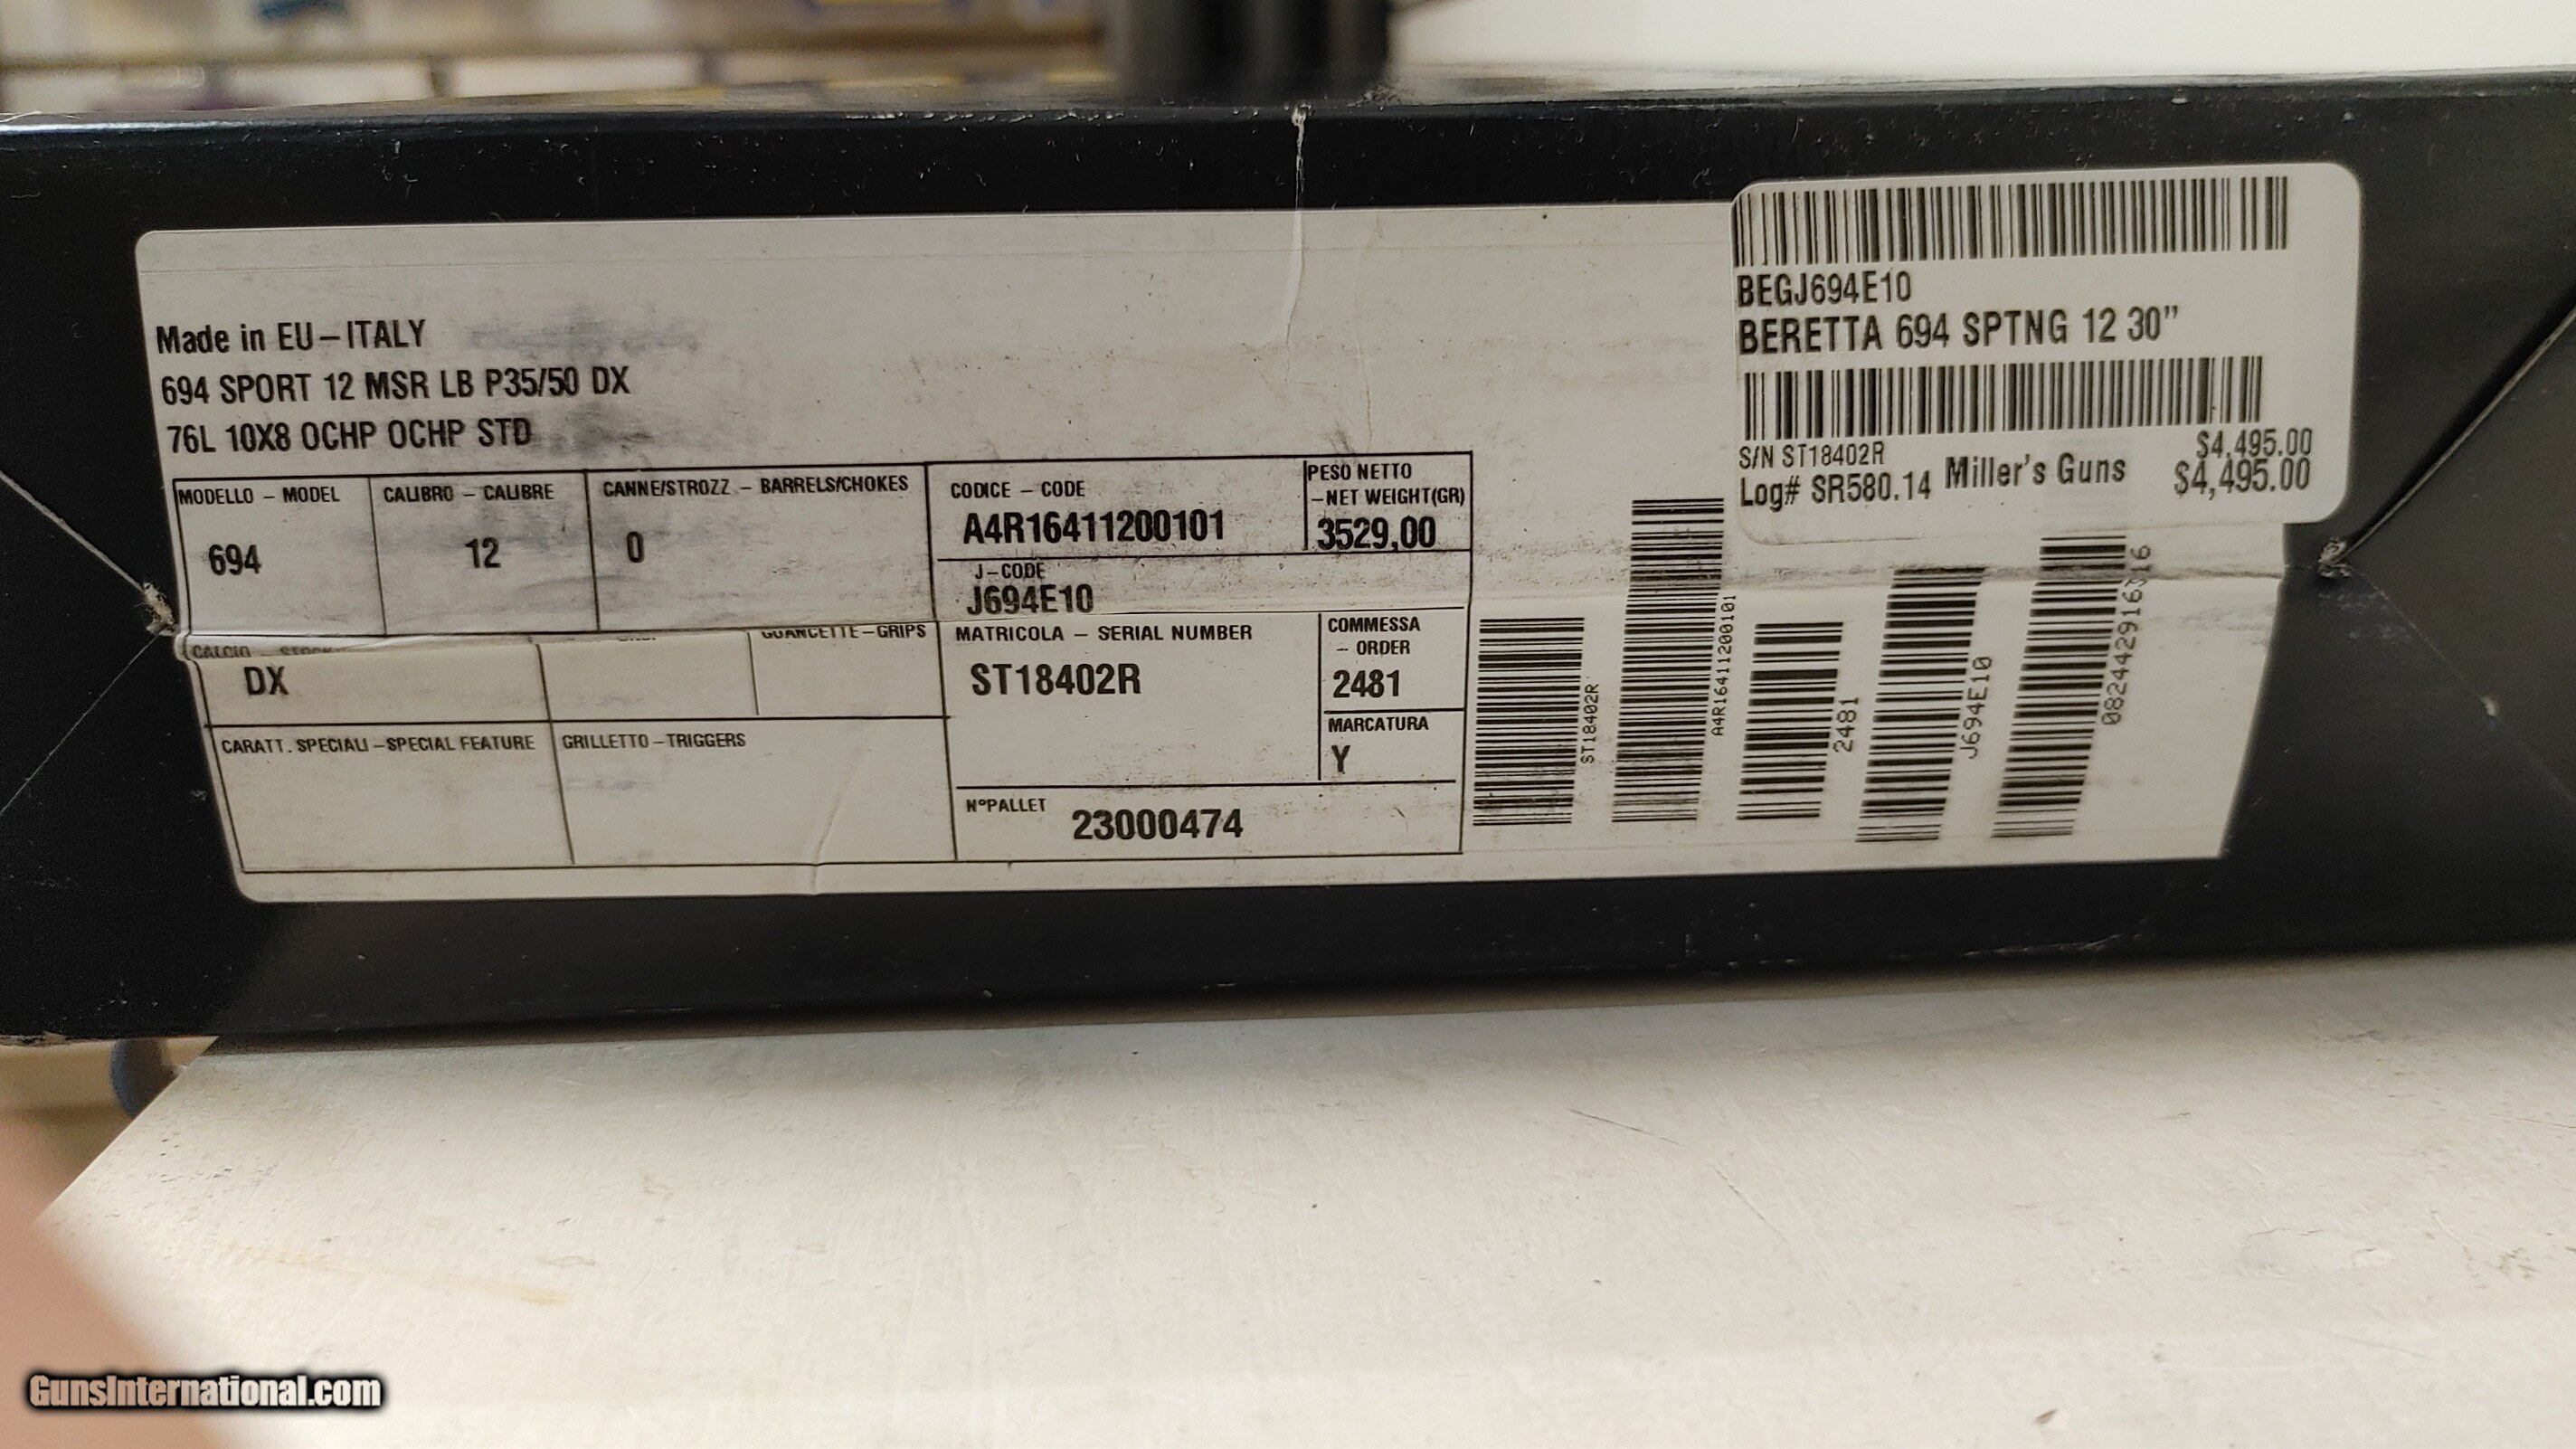 Made in EU-ITALY
694 SPORT 12 MSR LB P35/50 DX
76L 10X8 OCHP OCHP STD
MODELLO - MODEL
694
CALIBRO - CALIBRE
12
CANNE/STROZZ - BARRELS/CHOKES
0
CODICE - CODE
A4R16411200101
PESO NETTO
-NET WEIGHT(GR)
3529,00
J-CODE
J694E10
CALCIO - STOCK
DX
GUANCETTE-GRIPS
MATRICOLA - SERIAL NUMBER
ST18402R
COMMESSA
- ORDER
2481
MARCATURA
Y
CARATT. SPECIALI-SPECIAL FEATURE
GRILLETTO-TRIGGERS
N°PALLET 23000474
ST18402R
A4R16411200101
2481
J694E10
BEGJ694E10
BERETTA 694 SPTNG 12 30"
S/N ST18402R $4,495.00
Log# SR580.14 Miller's Guns $4,495.00
GunsInternational.com